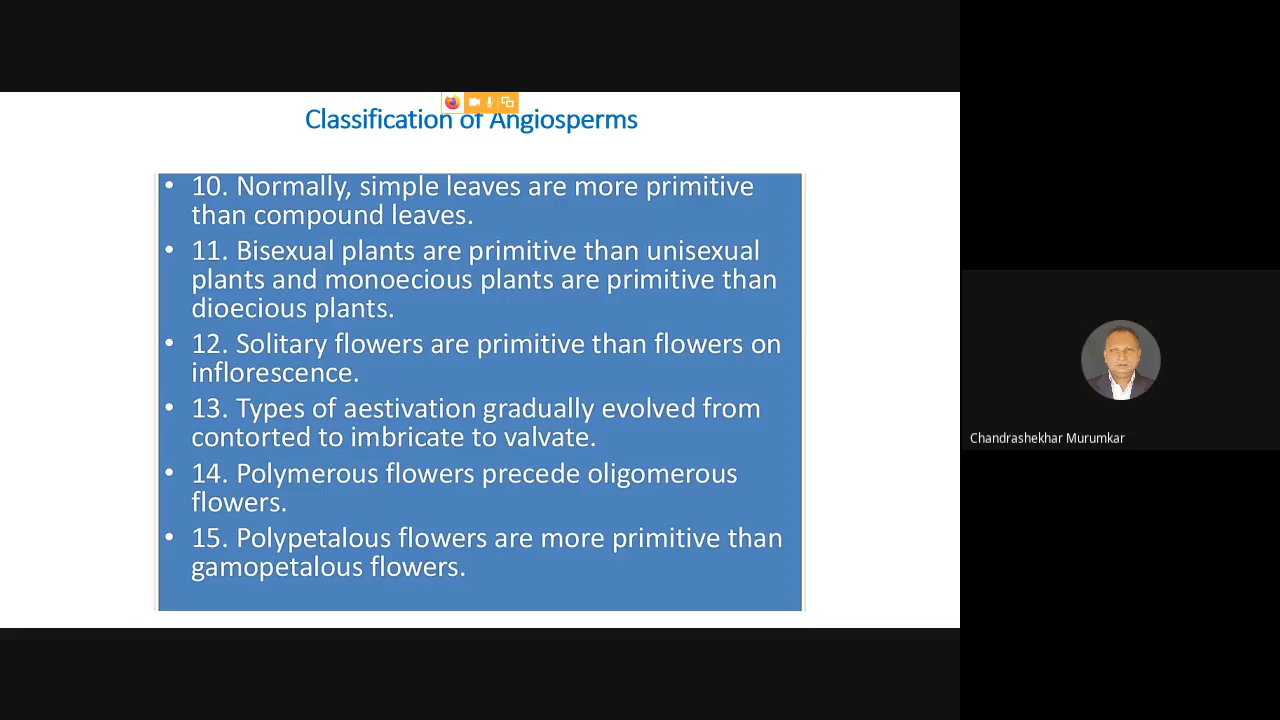 Classification of Angiosperms
• 10. Normally, simple leaves are more primitive
than compound leaves.
• 11. Bisexual plants are primitive than unisexual
plants and monoecious plants are primitive than
dioecious plants.
• 12. Solitary flowers are primitive than flowers on
inflorescence.
• 13. Types of aestivation gradually evolved from
contorted to imbricate to valvate.
• 14. Polymerous flowers precede oligomerous
flowers.
• 15. Polypetalous flowers are more primitive than
gamopetalous flowers.
Chandrashekhar Murumkar